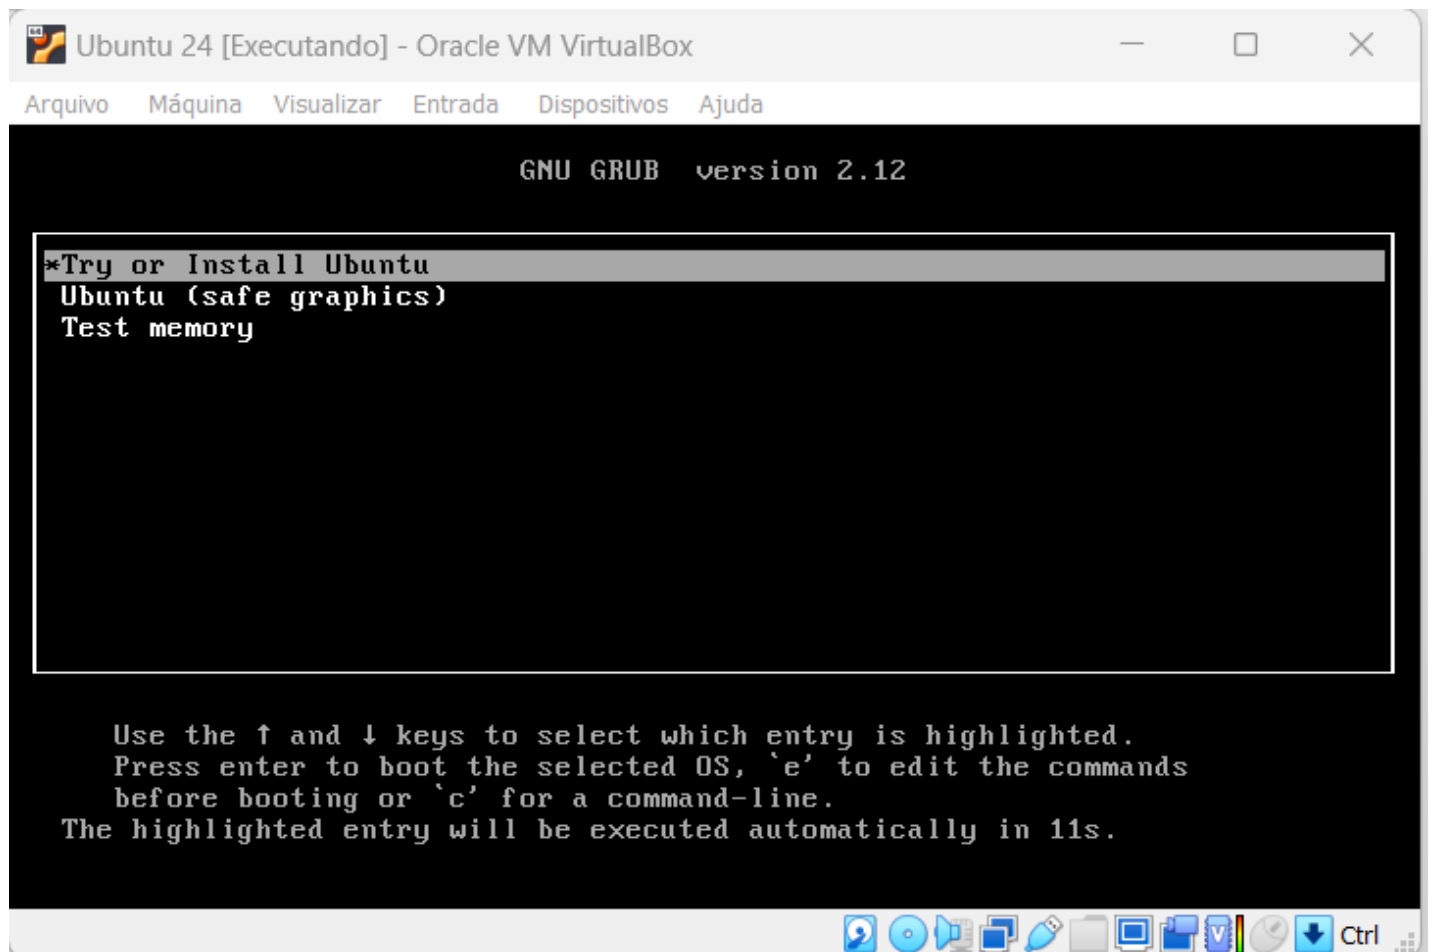 Ubuntu 24 [Executando] - Oracle VM VirtualBox
Arquivo Máquina Visualizar Entrada Dispositivos Ajuda
GNU GRUB version 2.12
*Try or Install Ubuntu
Ubuntu (safe graphics)
Test memory
Use the ↑ and ↓ keys to select which entry is highlighted.
Press enter to boot the selected OS, `e' to edit the commands
before booting or `c' for a command-line.
The highlighted entry will be executed automatically in 11s.
Ctrl